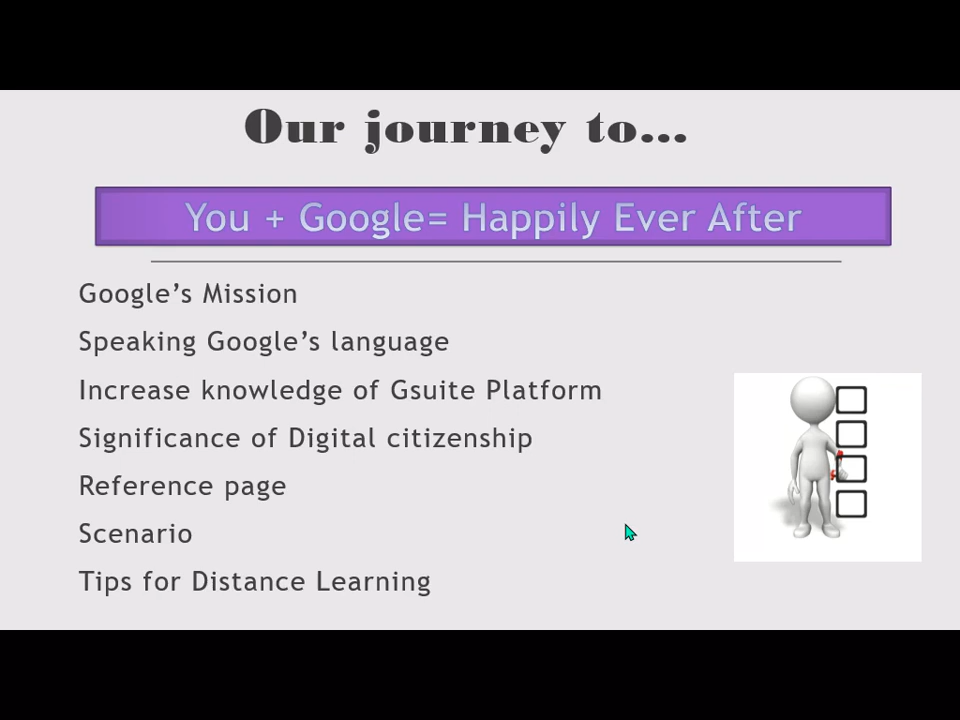 Our journey to...
You + Google= Happily Ever After
Google’s Mission
Speaking Google’s language
Increase knowledge of Gsuite Platform
Significance of Digital citizenship
Reference page
Scenario
Tips for Distance Learning